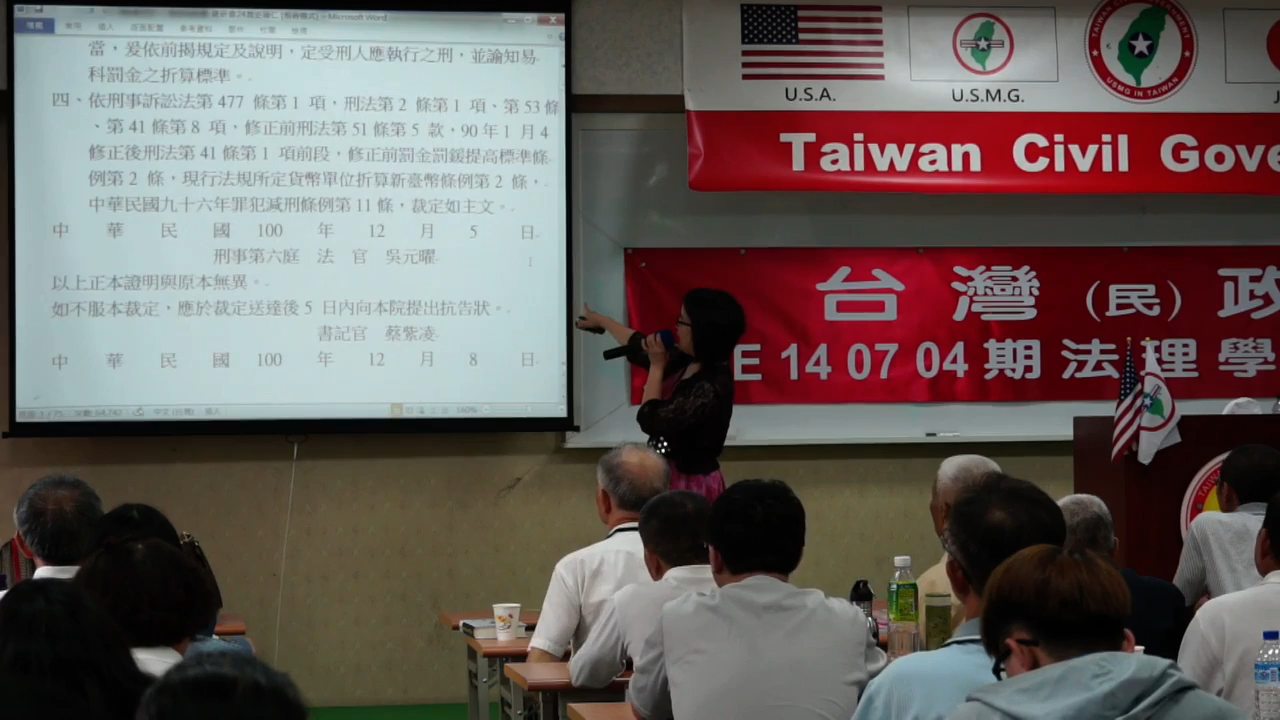 Microsoft Word
當，爰依前揭規定及說明，定受刑人應執行之刑，並諭知易
科罰金之折算標準。
四、依刑事訴訟法第 477 條第 1 項，刑法第 2 條第 1 項、第 53 條
、第 41 條第 8 項，修正前刑法第 51 條第 5 款，90 年 1 月 4
修正後刑法第 41 條第 1 項前段，修正前罰金罰鍰提高標準條
例第 2 條，現行法規所定貨幣單位折算新臺幣條例第 2 條，
中華民國九十六年罪犯減刑條例第 11 條，裁定如主文。
中 華 民 國 100 年 12 月 5 日
刑事第六庭 法 官 吳元曜
以上正本證明與原本無異。
如不服本裁定，應於裁定送達後 5 日內向本院提出抗告狀。
書記官 蔡紫凌
中 華 民 國 100 年 12 月 8 日
160%
U.S.A.
U.S.M.G.
TAIWAN CIVIL GOVERNMENT
USMG IN TAIWAN
J
Taiwan Civil Gove
台灣（民）政
E 14 07 04 期法理學